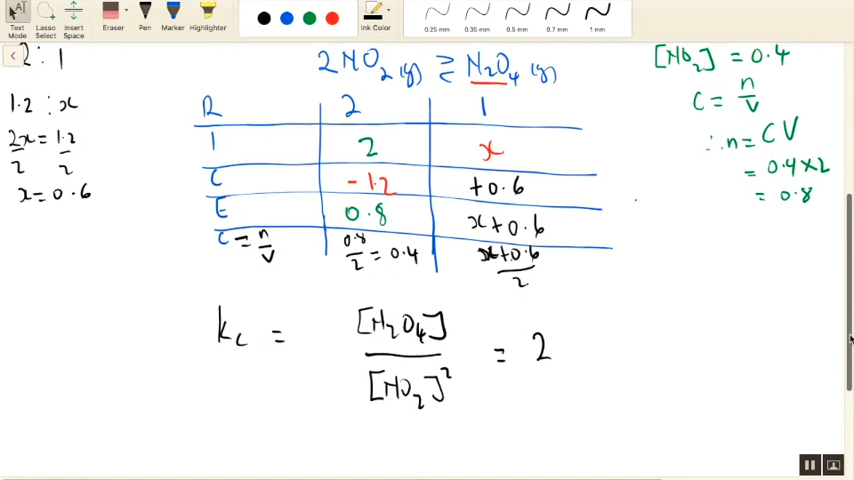 Text Mode
Lasso Select
Insert Space
Eraser
Pen
Marker
Highlighter
Ink Color
0.25 mm
0.35 mm
0.5 mm
0.7 mm
1 mm
2 : 1
1.2 : x
2x = 1.2
2 2
x = 0.6
2NO2(g) ⇌ N2O4(g)
R 2 1
I 2 x
C -1.2 +0.6
E 0.8 x+0.6
C = n/V 0.8/2 = 0.4 x+0.6/2
[NO2] = 0.4
C = n/V
∴ n = CV
= 0.4×2
= 0.8
kc = [N2O4]/[NO2]² = 2